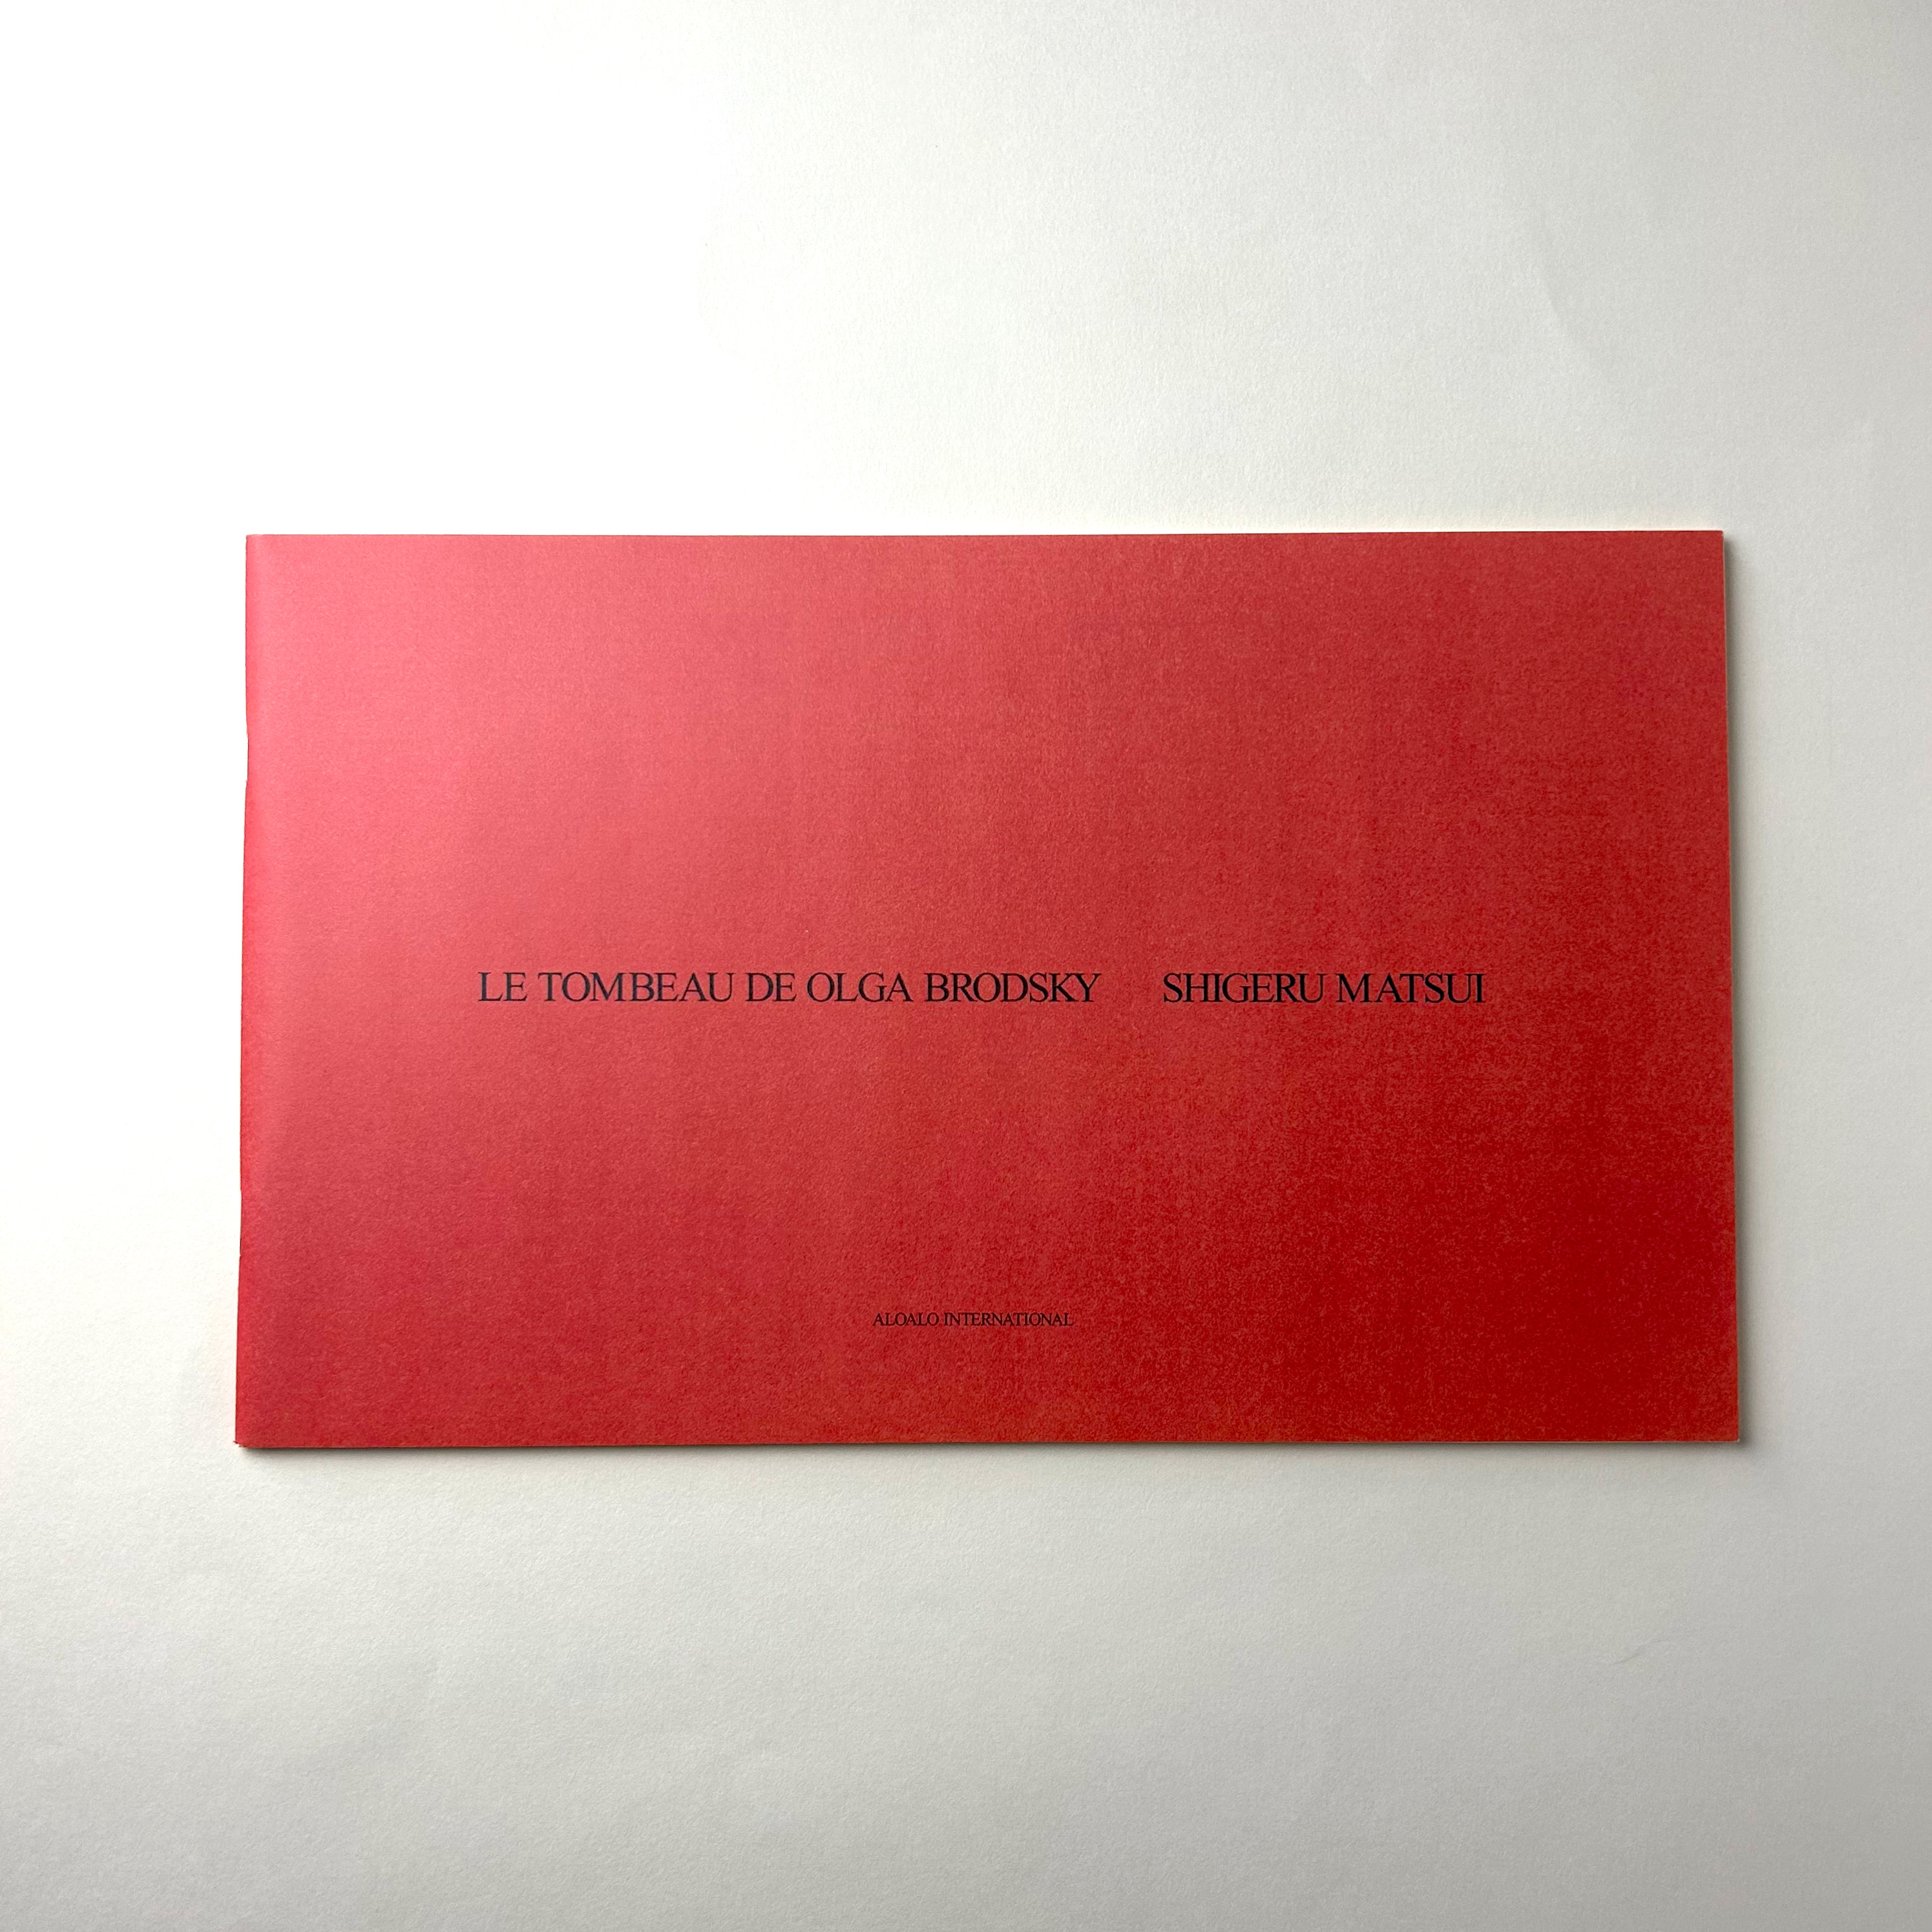 LE TOMBEAU DE OLGA BRODSKY SHIGERU MATSUI
ALOALO INTERNATIONAL